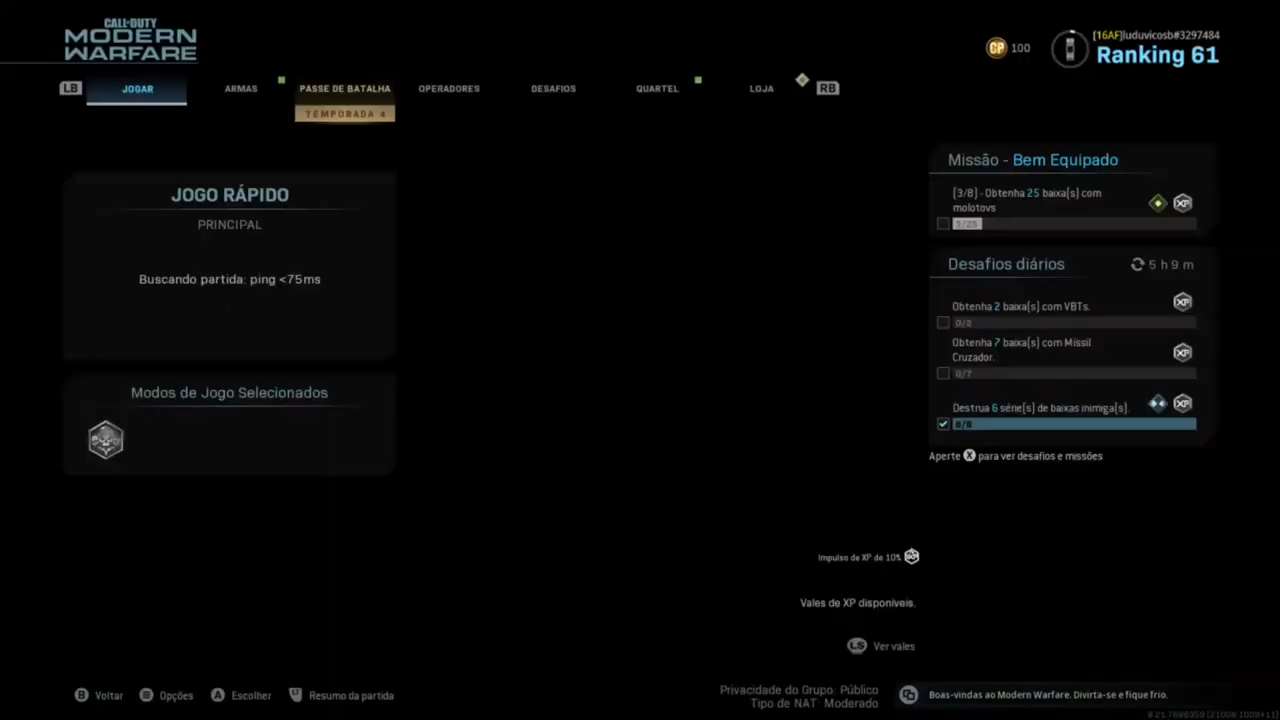 CALL OF DUTY
MODERN
WARFARE
CP 100
[16AF]luduvicosb#3297484
Ranking 61
LB
JOGAR
ARMAS
PASSE DE BATALHA
OPERADORES
DESAFIOS
QUARTEL
LOJA
RB
TEMPORADA 4
JOGO RÁPIDO
PRINCIPAL
Buscando partida: ping <75ms
Modos de Jogo Selecionados
Missão - Bem Equipado
(3/8) - Obtenha 25 baixa(s) com
molotovs
XP
Desafios diários
5 h 9 m
Obtenha 2 baixa(s) com VBTs.
XP
0/2
Obtenha 7 baixa(s) com Míssil
Cruzador.
XP
0/7
Destrua 6 série(s) de baixas inimiga(s).
XP
Aperte X para ver desafios e missões
Impulso de XP de 10%
Vales de XP disponíveis.
LS Ver vales
B Voltar
Opções
A Escolher
Resumo da partida
Privacidade do Grupo: Público
Tipo de NAT: Moderado
Boas-vindas ao Modern Warfare. Divirta-se e fique frio.